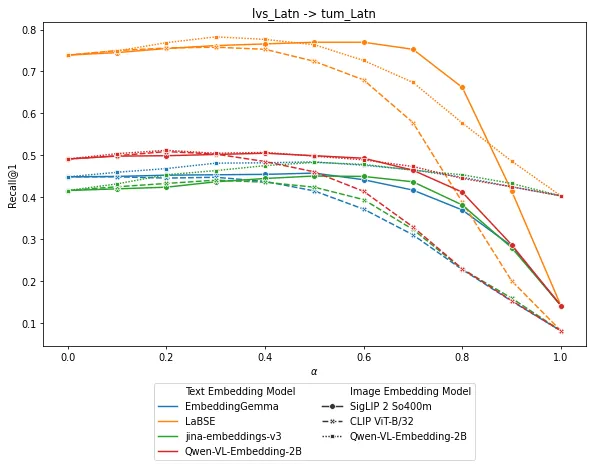 lvs_Latn -> tum_Latn
Recall@1
0.8
0.7
0.6
0.5
0.4
0.3
0.2
0.1
0.0 0.2 0.4 0.6 0.8 1.0
α
Text Embedding Model
EmbeddingGemma
LaBSE
jina-embeddings-v3
Qwen-VL-Embedding-2B
Image Embedding Model
SigLIP 2 So400m
CLIP ViT-B/32
Qwen-VL-Embedding-2B